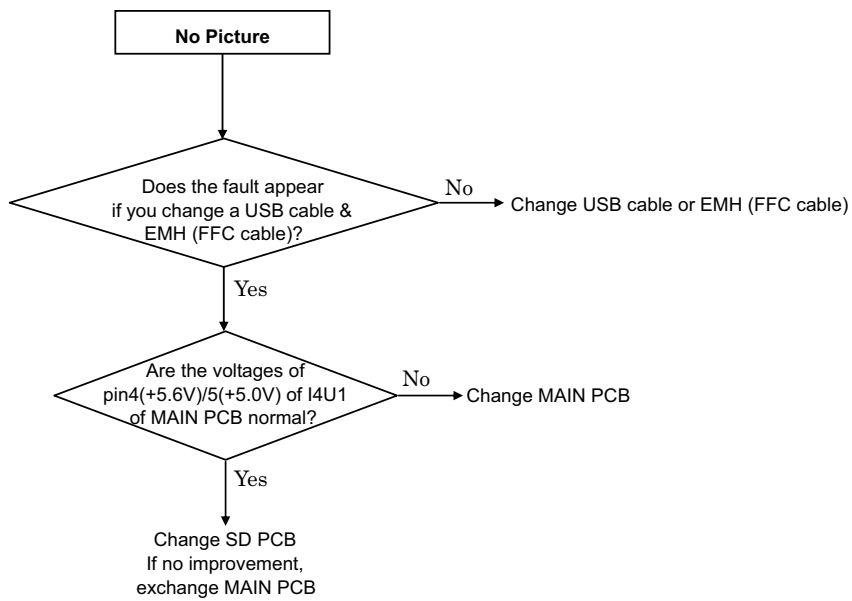 No Picture
Does the fault appear
if you change a USB cable &
EMH (FFC cable)?
No
Change USB cable or EMH (FFC cable)
Yes
Are the voltages of
pin4(+5.6V)/5(+5.0V) of I4U1
of MAIN PCB normal?
No
Change MAIN PCB
Yes
Change SD PCB
If no improvement,
exchange MAIN PCB